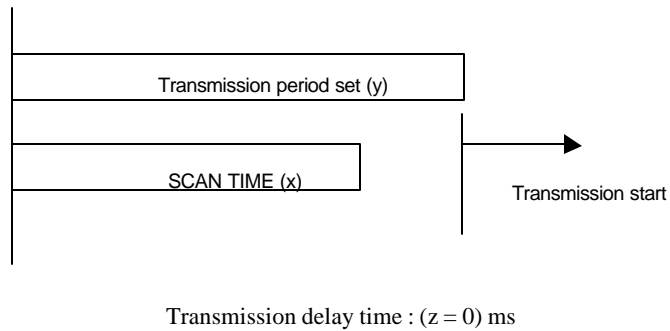 Transmission period set (y)
SCAN TIME (x)
Transmission start
Transmission delay time : (z = 0) ms